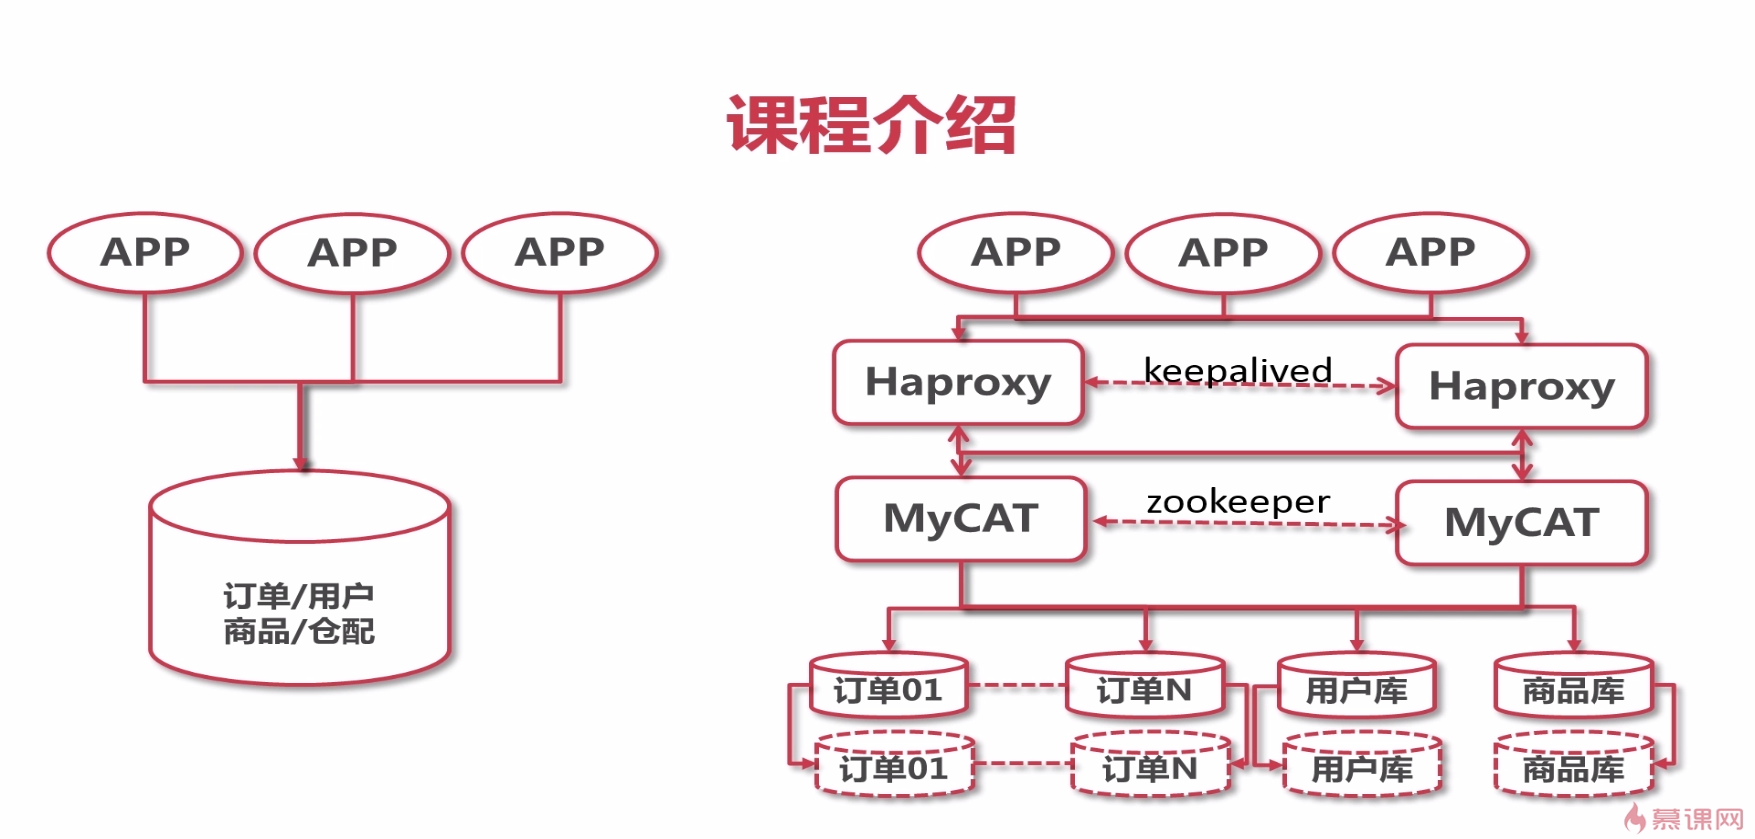 课程介绍
APP APP APP
订单/用户
商品/仓配
APP APP APP
Haproxy keepalived Haproxy
MyCAT zookeeper MyCAT
订单01 订单N 用户库 商品库
订单01 订单N 用户库 商品库
慕课网